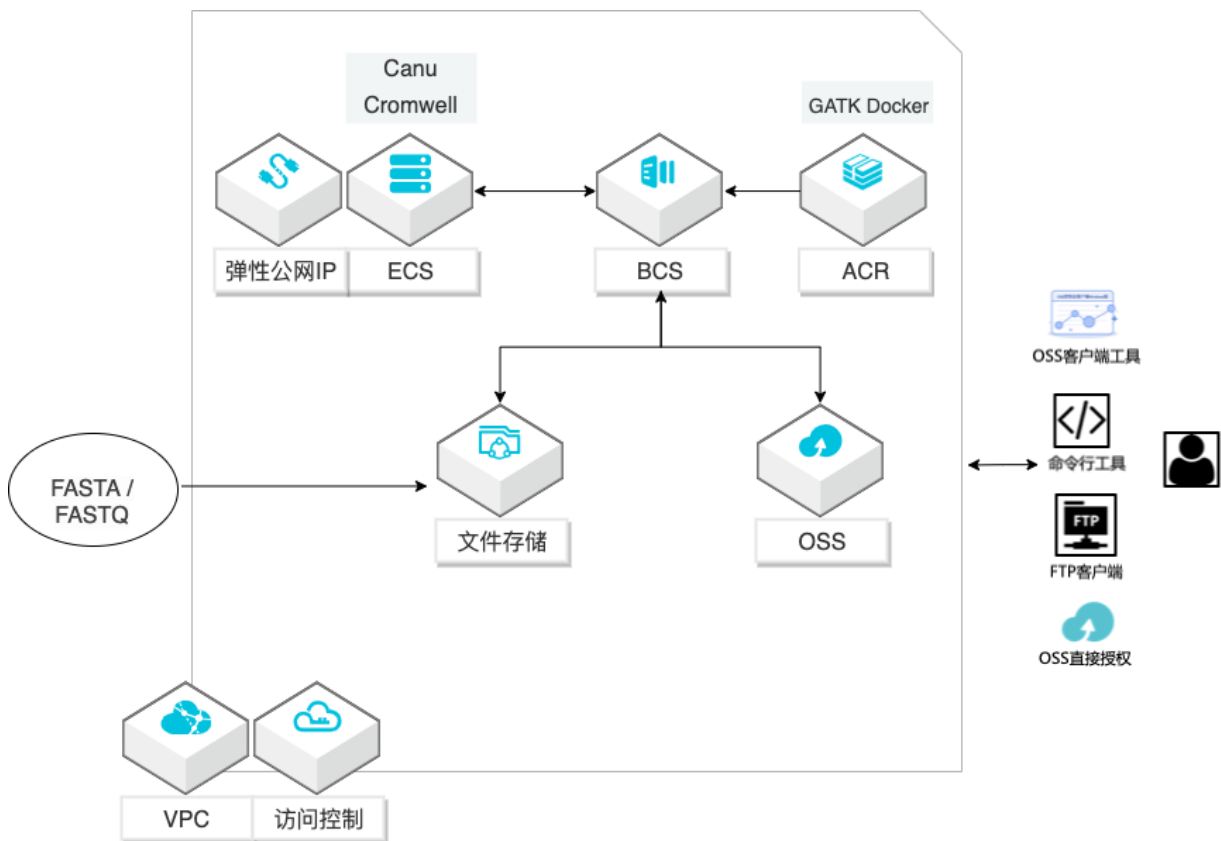 Canu
Cromwell
GATK Docker
弹性公网IP
ECS
BCS
ACR
OSS客户端工具
命令行工具
FASTA /
FASTQ
文件存储
OSS
FTP
FTP客户端
OSS直接授权
VPC
访问控制